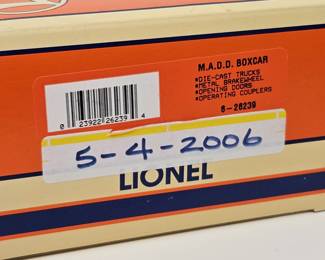 M.A.D.D. BOXCAR
*DIE-CAST TRUCKS
*METAL BRAKEWHEEL
*OPENING DOORS
*OPERATING COUPLERS
6-26239
0 23922 26239 4
5-4-2006
LIONEL